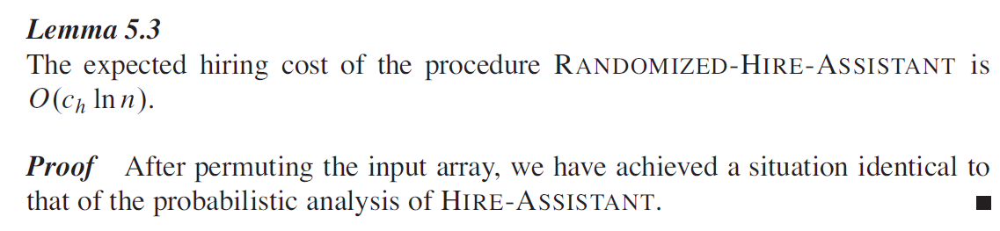 Lemma 5.3
The expected hiring cost of the procedure RANDOMIZED-HIRE-ASSISTANT is
O(c_h ln n).
Proof After permuting the input array, we have achieved a situation identical to
that of the probabilistic analysis of HIRE-ASSISTANT. ■